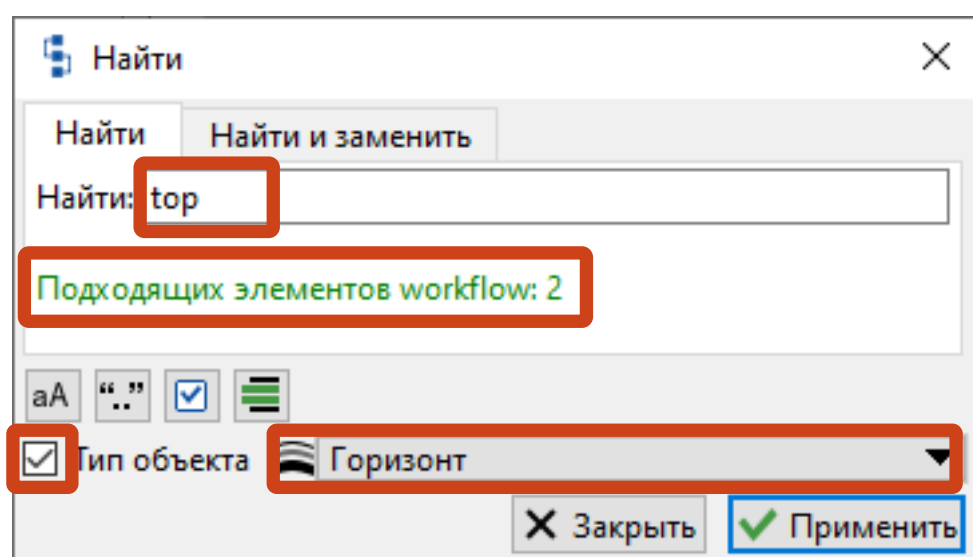 Найти
Найти Найти и заменить
Найти: top
Подходящих элементов workflow: 2
aA “..”
Тип объекта Горизонт
Закрыть Применить